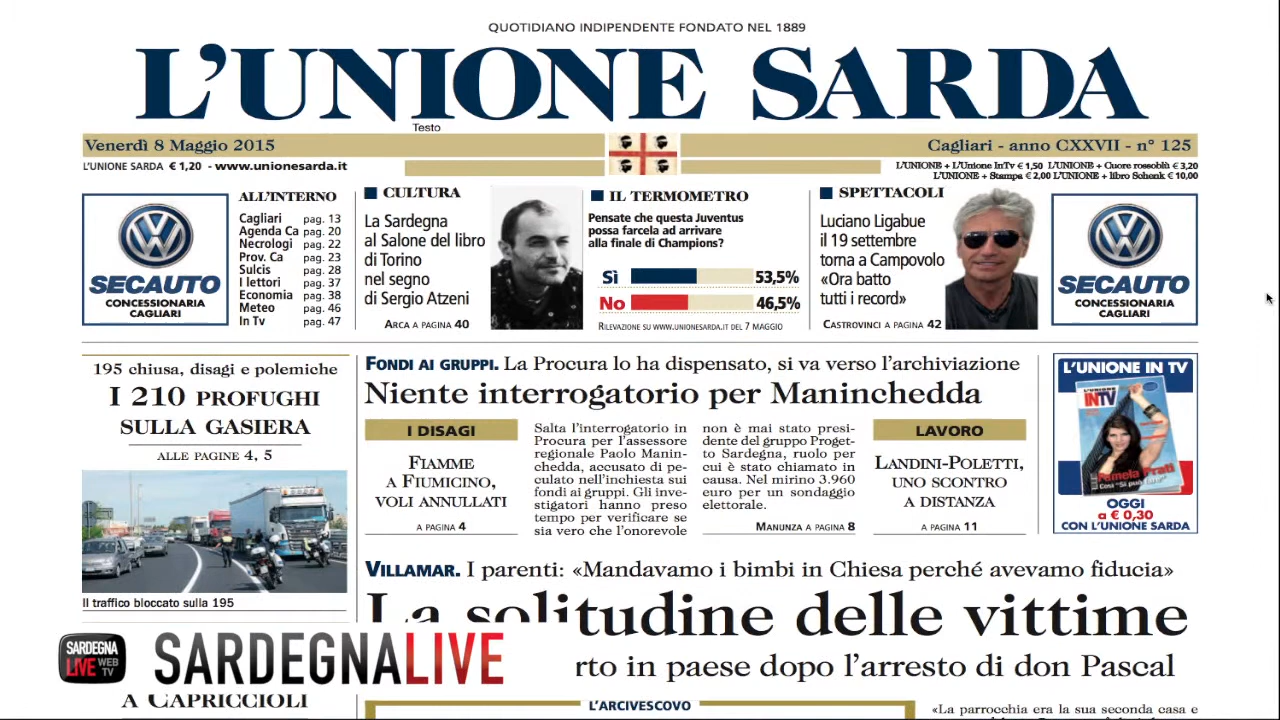 QUOTIDIANO INDIPENDENTE FONDATO NEL 1889
L'UNIONE SARDA
Testo
Venerdì 8 Maggio 2015
Cagliari - anno CXXVII - n° 125
L'UNIONE SARDA € 1,20 - www.unionesarda.it
L'UNIONE + L'Unione InTv € 1,50 L'UNIONE + Cuore rossoblù € 3,20
L'UNIONE + Stampa € 2,00 L'UNIONE + libro Sohenk € 10,00
SECAUTO
CONCESSIONARIA
CAGLIARI
ALL'INTERNO
Cagliari pag. 13
Agenda Ca pag. 20
Necrologi pag. 22
Prov. Ca pag. 23
Sulcis pag. 28
I lettori pag. 37
Economia pag. 38
Meteo pag. 46
In Tv pag. 47
CULTURA
La Sardegna
al Salone del libro
di Torino
nel segno
di Sergio Atzeni
ARCA A PAGINA 40
IL TERMOMETRO
Pensate che questa Juventus
possa farcela ad arrivare
alla finale di Champions?
Sì 53,5%
No 46,5%
RILEVAZIONE SU WWW.UNIONESARDA.IT DEL 7 MAGGIO
SPETTACOLI
Luciano Ligabue
il 19 settembre
torna a Campovolo
«Ora batto
tutti i record»
CASTROVINCI A PAGINA 42
SECAUTO
CONCESSIONARIA
CAGLIARI
195 chiusa, disagi e polemiche
I 210 PROFUGHI
SULLA GASIERA
ALLE PAGINE 4, 5
Il traffico bloccato sulla 195
FONDI AI GRUPPI. La Procura lo ha dispensato, si va verso l'archiviazione
Niente interrogatorio per Maninchedda
I DISAGI
FIAMME
A FIUMICINO,
VOLI ANNULLATI
A PAGINA 4
Salta l'interrogatorio in
Procura per l'assessore
regionale Paolo Manin-
chedda, accusato di pe-
culato nell'inchiesta sui
fondi ai gruppi. Gli inve-
stigatori hanno preso
tempo per verificare se
sia vero che l'onorevole
non è mai stato presi-
dente del gruppo Proget-
to Sardegna, ruolo per
cui è stato chiamato in
causa. Nel mirino 3.960
euro per un sondaggio
elettorale.
MANUNZA A PAGINA 8
LAVORO
LANDINI-POLETTI,
UNO SCONTRO
A DISTANZA
A PAGINA 11
L'UNIONE IN TV
L'UNIONE
INTV
Pamela Prati
OGGI
a € 0,30
CON L'UNIONE SARDA
VILLAMAR. I parenti: «Mandavamo i bimbi in Chiesa perché avevamo fiducia»
La solitudine delle vittime
rto in paese dopo l'arresto di don Pascal
SARDEGNA
LIVE WEB
TV
SARDEGNALIVE
A CAPRICCIOLI
L'ARCIVESCOVO
«La parrocchia era la sua seconda casa e